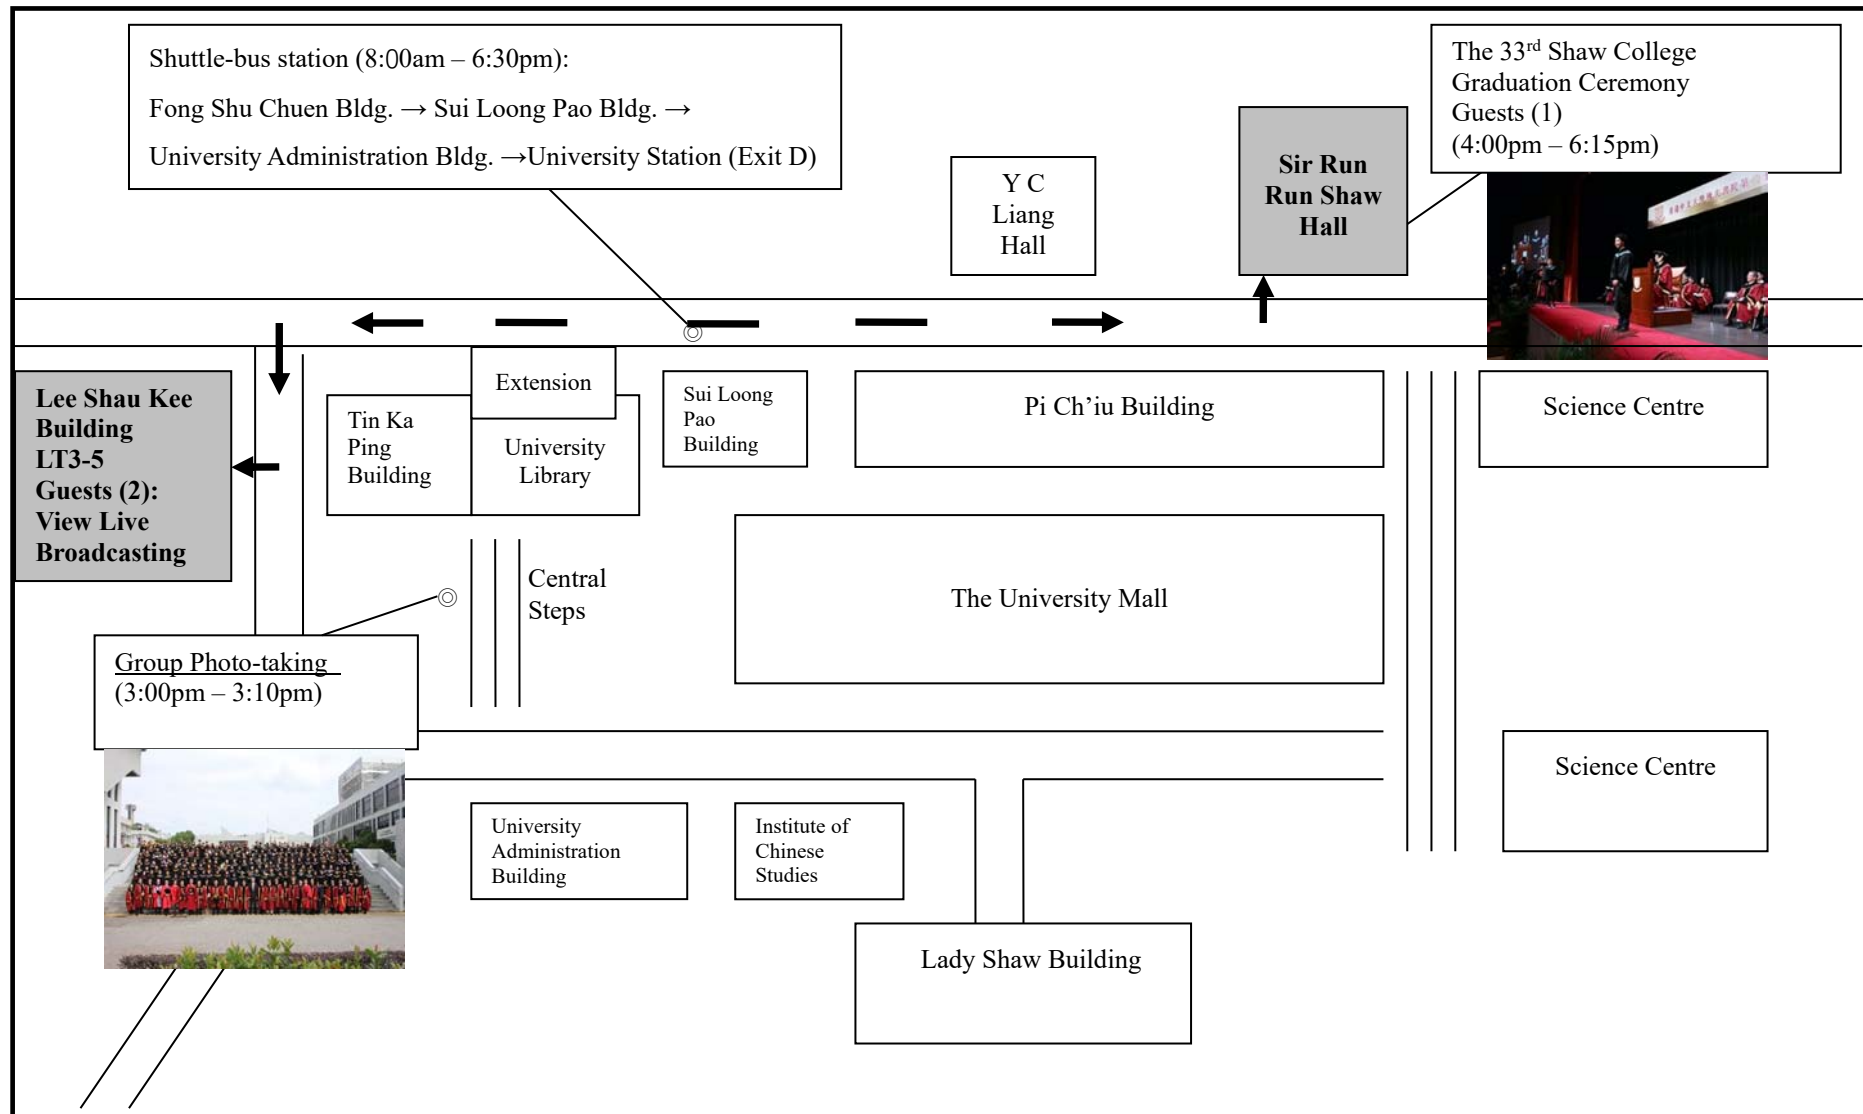 Shuttle-bus station (8:00am – 6:30pm):
Fong Shu Chuen Bldg. → Sui Loong Pao Bldg. →
University Administration Bldg. →University Station (Exit D)
The 33rd Shaw College
Graduation Ceremony
Guests (1)
(4:00pm – 6:15pm)
Y C
Liang
Hall
Sir Run
Run Shaw
Hall
Lee Shau Kee
Building
LT3-5
Guests (2):
View Live
Broadcasting
Tin Ka
Ping
Building
Extension
University
Library
Sui Loong
Pao
Building
Pi Ch’iu Building
Science Centre
Central
Steps
The University Mall
Group Photo-taking
(3:00pm – 3:10pm)
University
Administration
Building
Institute of
Chinese
Studies
Science Centre
Lady Shaw Building